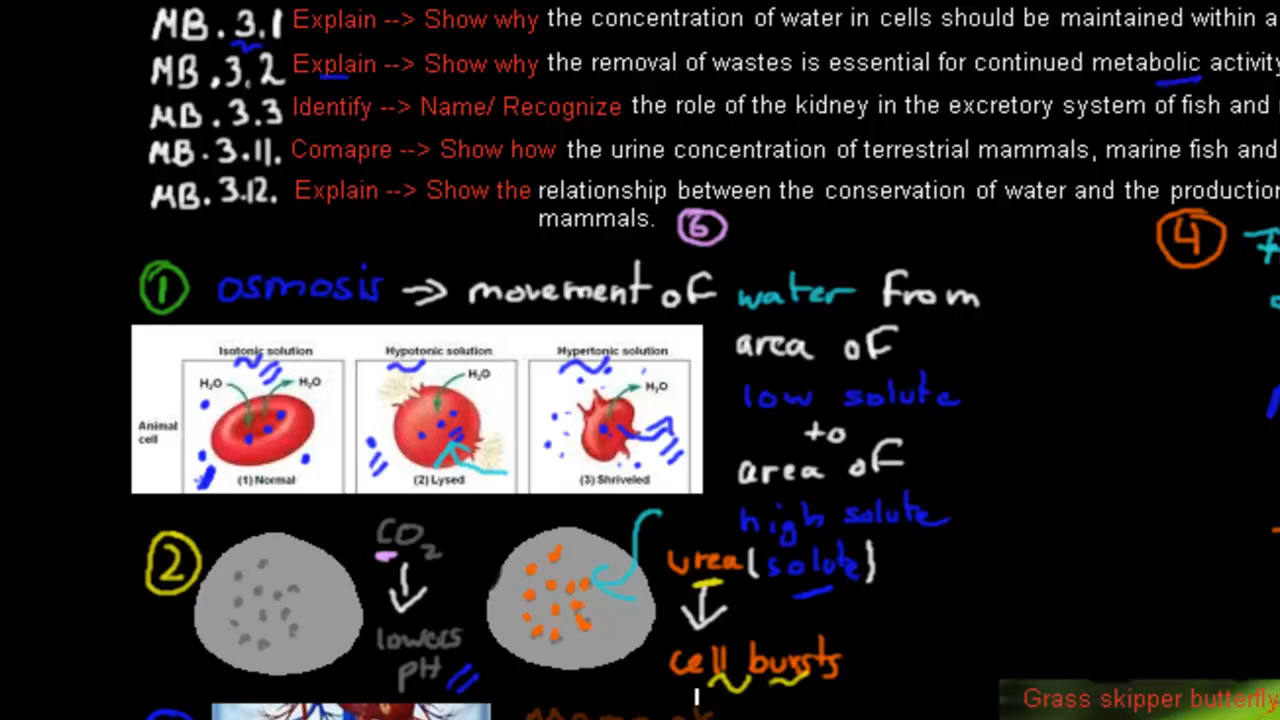 MB.3.1 Explain --> Show why the concentration of water in cells should be maintained within a
MB.3.2 Explain --> Show why the removal of wastes is essential for continued metabolic activity
MB.3.3 Identify --> Name/ Recognize the role of the kidney in the excretory system of fish and
MB.3.11. Comapre --> Show how the urine concentration of terrestrial mammals, marine fish and
MB.3.12. Explain --> Show the relationship between the conservation of water and the production
mammals. 6
4
1 osmosis → movement of water from
area of
low solute
to
area of
high solute
Isotonic solution Hypotonic solution Hypertonic solution
H₂O H₂O H₂O H₂O
Animal
cell
(1) Normal (2) Lysed (3) Shriveled
2 CO₂ ↓ lowers pH
urea (solute)
↓
cell bursts
Grass skipper butterfly